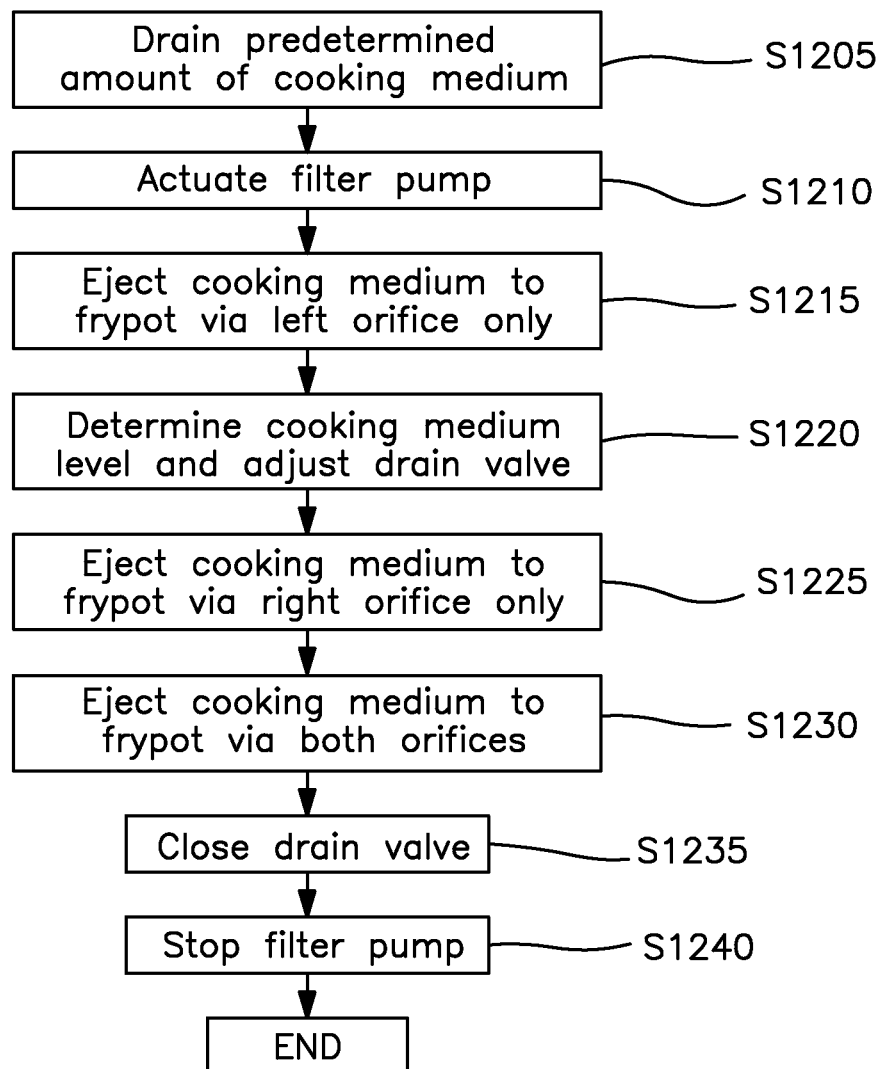 Drain predetermined
amount of cooking medium
S1205
Actuate filter pump
S1210
Eject cooking medium to
frypot via left orifice only
S1215
Determine cooking medium
level and adjust drain valve
S1220
Eject cooking medium to
frypot via right orifice only
S1225
Eject cooking medium to
frypot via both orifices
S1230
Close drain valve
S1235
Stop filter pump
S1240
END